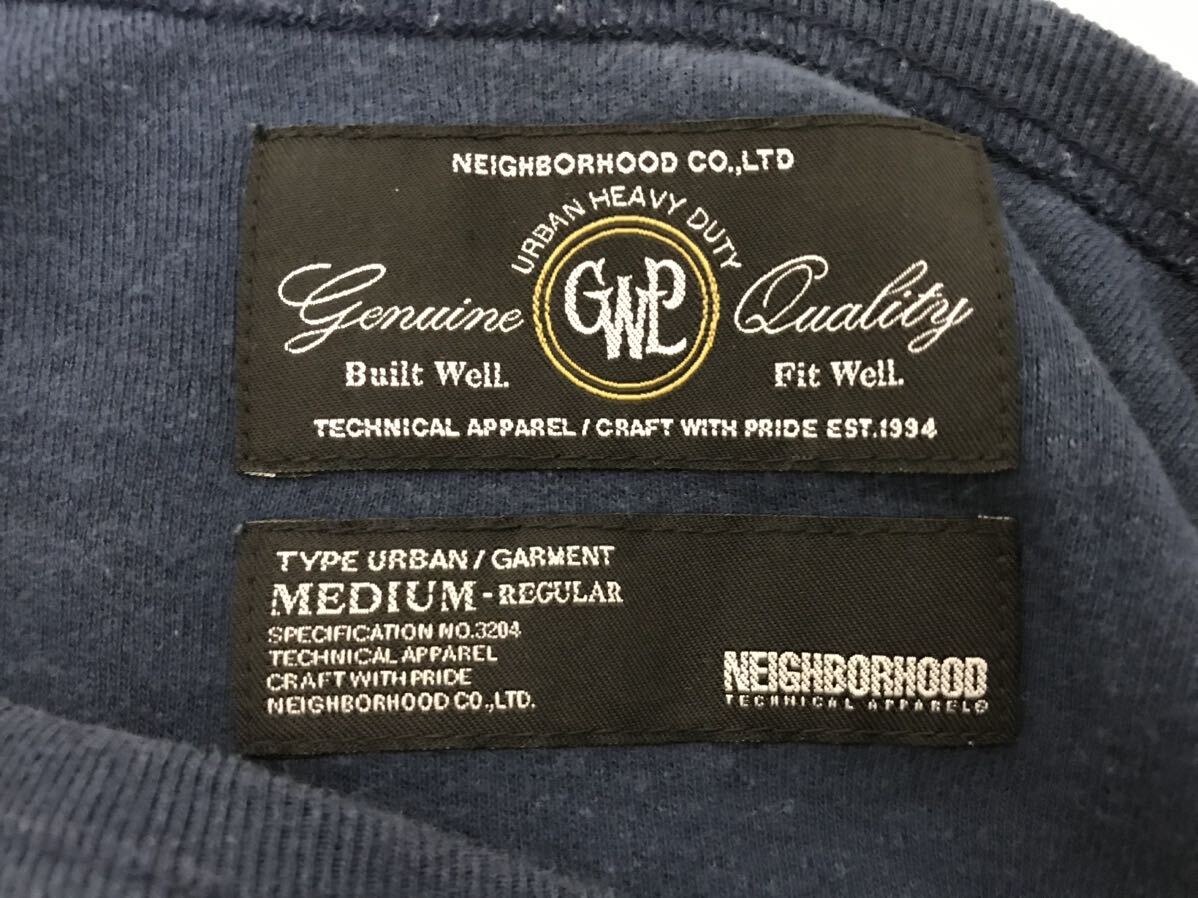 NEIGHBORHOOD CO.,LTD
URBAN HEAVY DUTY
Genuine GWPL Quality
Built Well. Fit Well.
TECHNICAL APPAREL / CRAFT WITH PRIDE EST.1994
TYPE URBAN / GARMENT
MEDIUM - REGULAR
SPECIFICATION NO.3204
TECHNICAL APPAREL
CRAFT WITH PRIDE
NEIGHBORHOOD CO.,LTD.
NEIGHBORHOOD
TECHNICAL APPAREL®